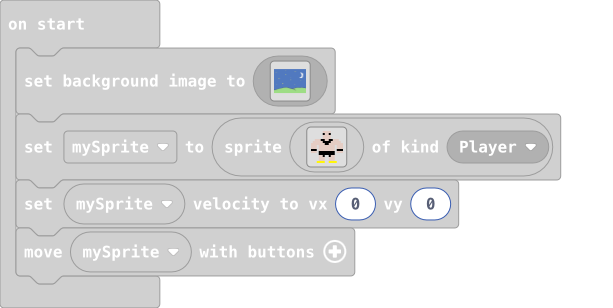 on start
set background image to
set mySprite to sprite of kind Player
set mySprite velocity to vx 0 vy 0
move mySprite with buttons